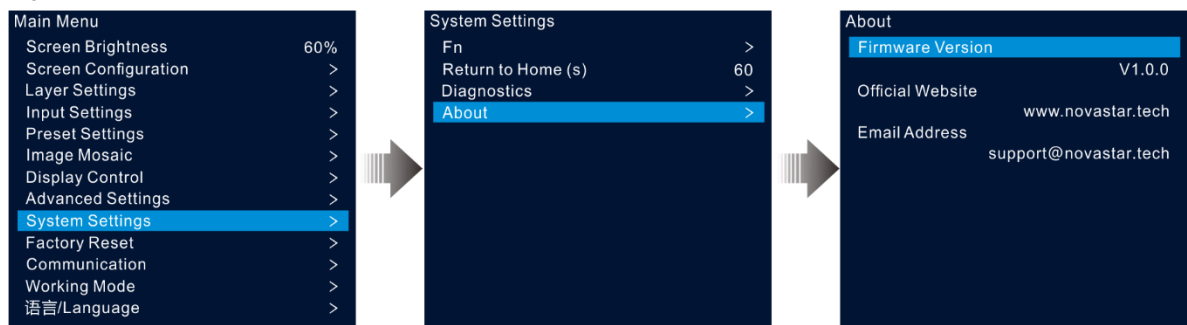 Main Menu
Screen Brightness 60%
Screen Configuration >
Layer Settings >
Input Settings >
Preset Settings >
Image Mosaic >
Display Control >
Advanced Settings >
System Settings >
Factory Reset >
Communication >
Working Mode >
语言/Language >
System Settings
Fn >
Return to Home (s) 60
Diagnostics >
About >
About
Firmware Version
V1.0.0
Official Website
www.novastar.tech
Email Address
support@novastar.tech